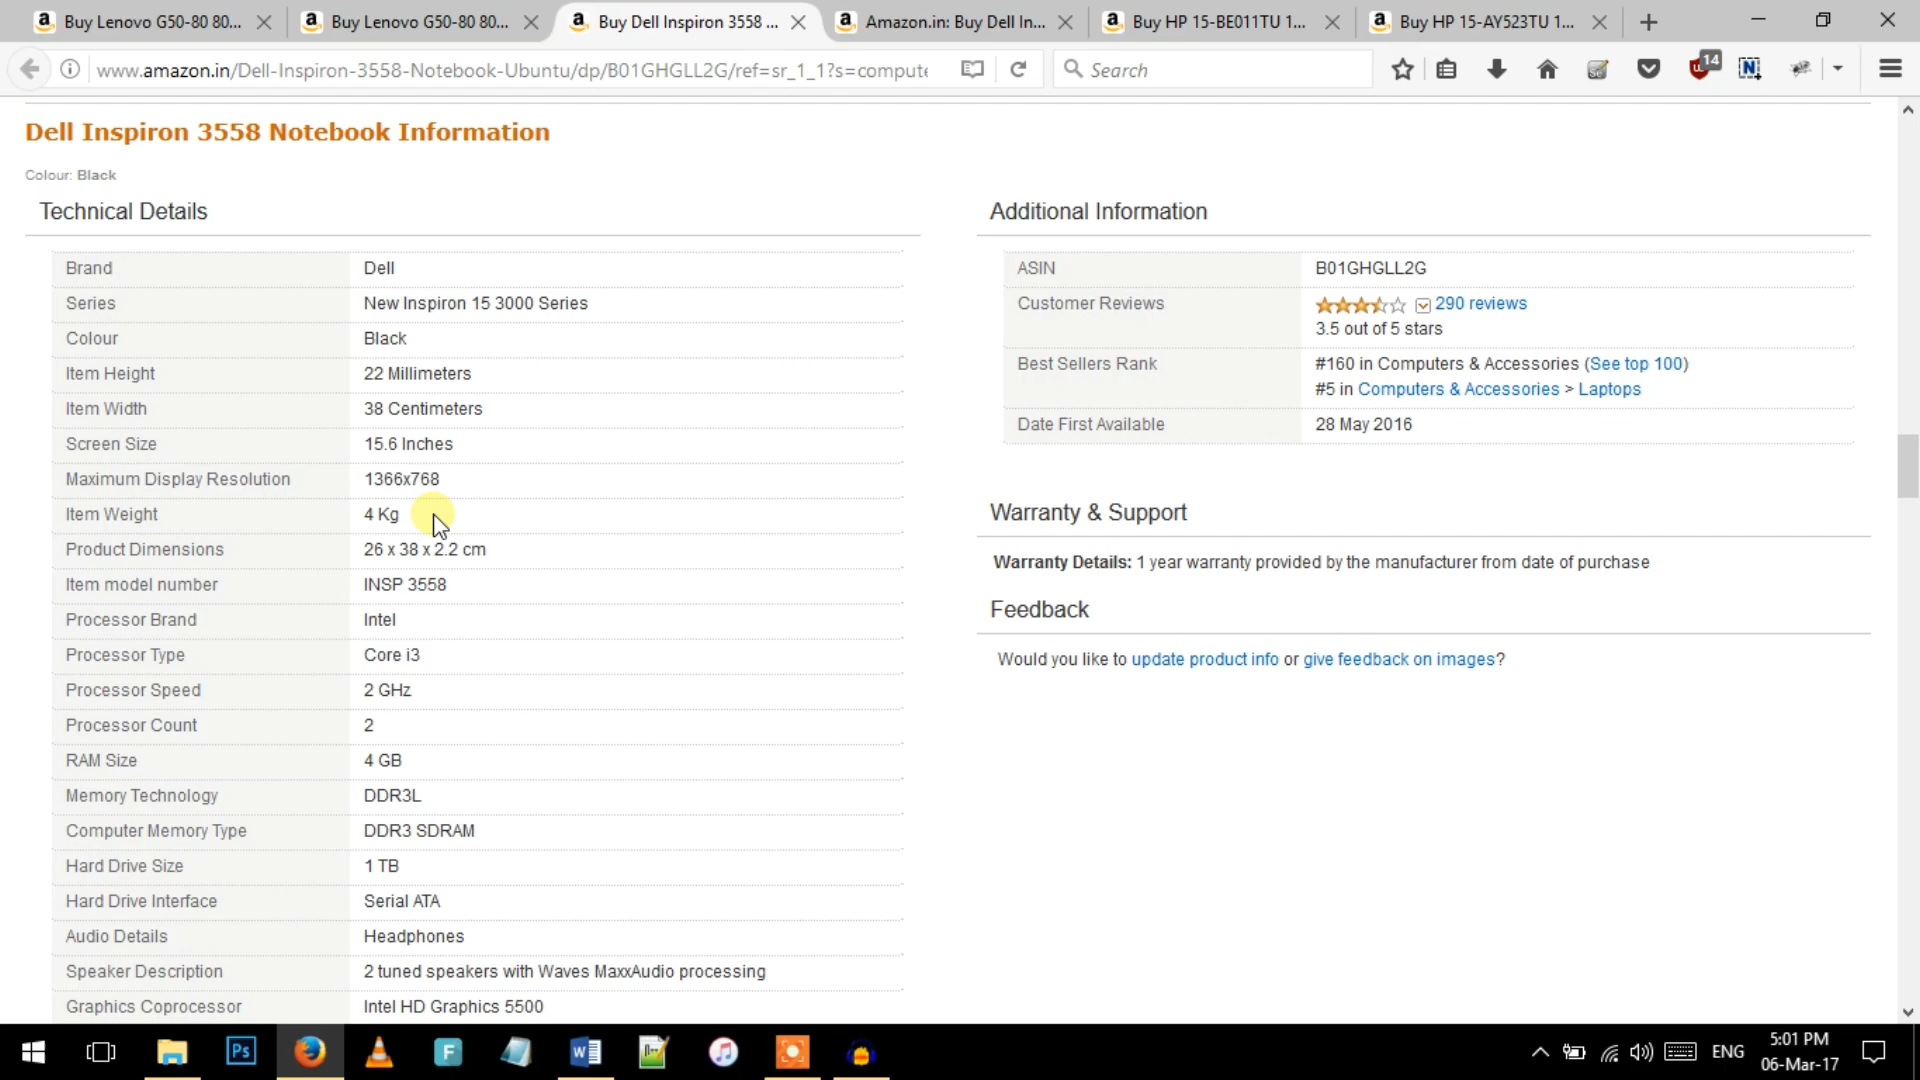 Buy Lenovo G50-80 80...
Buy Lenovo G50-80 80...
Buy Dell Inspiron 3558 ...
Amazon.in: Buy Dell In...
Buy HP 15-BE011TU 1...
Buy HP 15-AY523TU 1...
www.amazon.in/Dell-Inspiron-3558-Notebook-Ubuntu/dp/B01GHGLL2G/ref=sr_1_1?s=compute
Search
14
Dell Inspiron 3558 Notebook Information
Colour: Black
Technical Details
Brand Dell
Series New Inspiron 15 3000 Series
Colour Black
Item Height 22 Millimeters
Item Width 38 Centimeters
Screen Size 15.6 Inches
Maximum Display Resolution 1366x768
Item Weight 4 Kg
Product Dimensions 26 x 38 x 2.2 cm
Item model number INSP 3558
Processor Brand Intel
Processor Type Core i3
Processor Speed 2 GHz
Processor Count 2
RAM Size 4 GB
Memory Technology DDR3L
Computer Memory Type DDR3 SDRAM
Hard Drive Size 1 TB
Hard Drive Interface Serial ATA
Audio Details Headphones
Speaker Description 2 tuned speakers with Waves MaxxAudio processing
Graphics Coprocessor Intel HD Graphics 5500
Additional Information
ASIN B01GHGLL2G
Customer Reviews 290 reviews
3.5 out of 5 stars
Best Sellers Rank #160 in Computers & Accessories (See top 100)
#5 in Computers & Accessories > Laptops
Date First Available 28 May 2016
Warranty & Support
Warranty Details: 1 year warranty provided by the manufacturer from date of purchase
Feedback
Would you like to update product info or give feedback on images?
Ps
F
ENG
5:01 PM
06-Mar-17